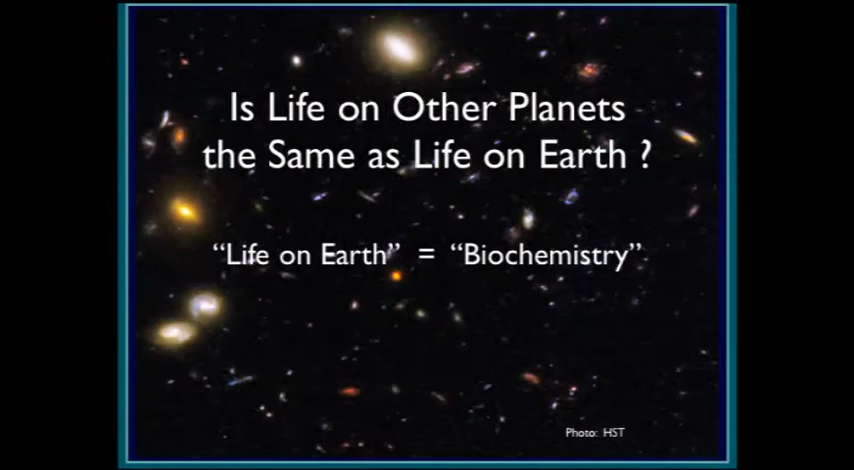 Is Life on Other Planets
the Same as Life on Earth ?
“Life on Earth” = “Biochemistry”
Photo: HST